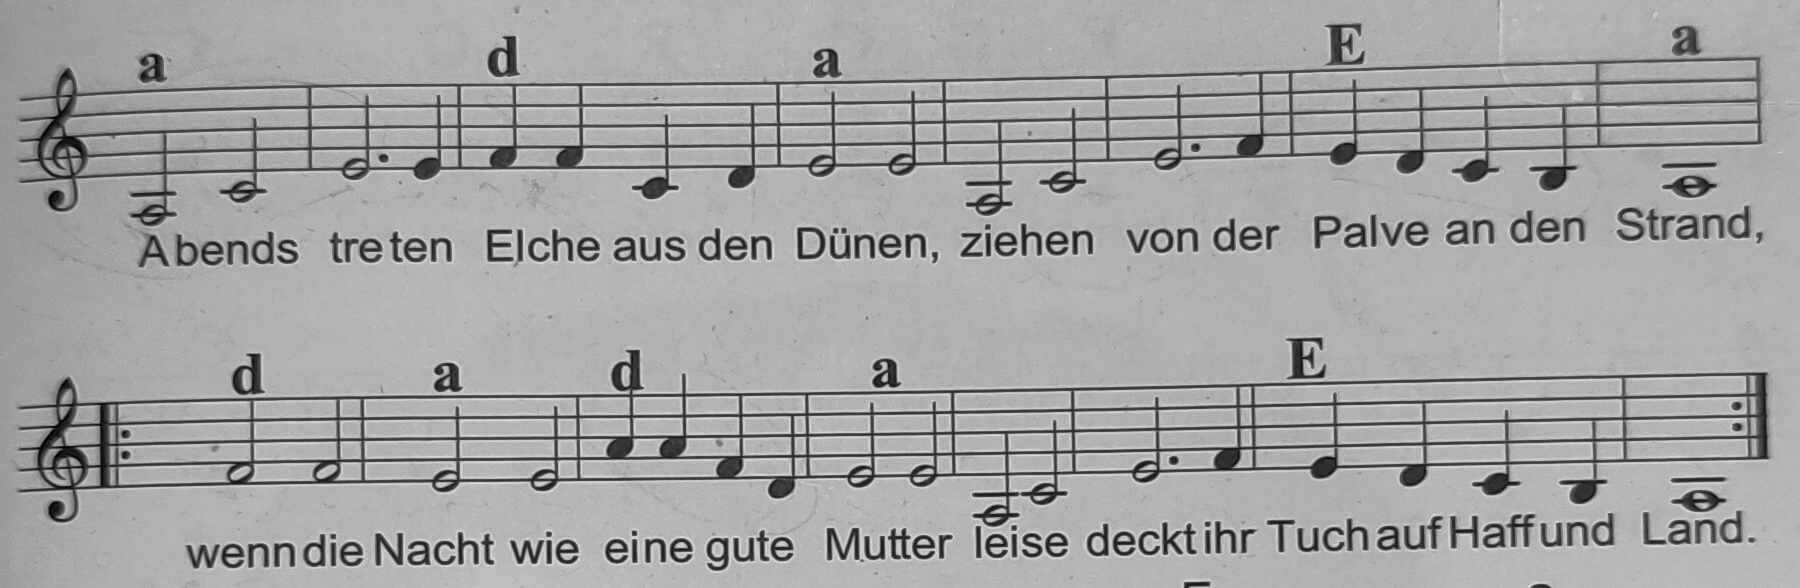 a d a E a
Abends treten Elche aus den Dünen, ziehen von der Palve an den Strand,
d a d a E
wenn die Nacht wie eine gute Mutter leise deckt ihr Tuch auf Haff und Land.